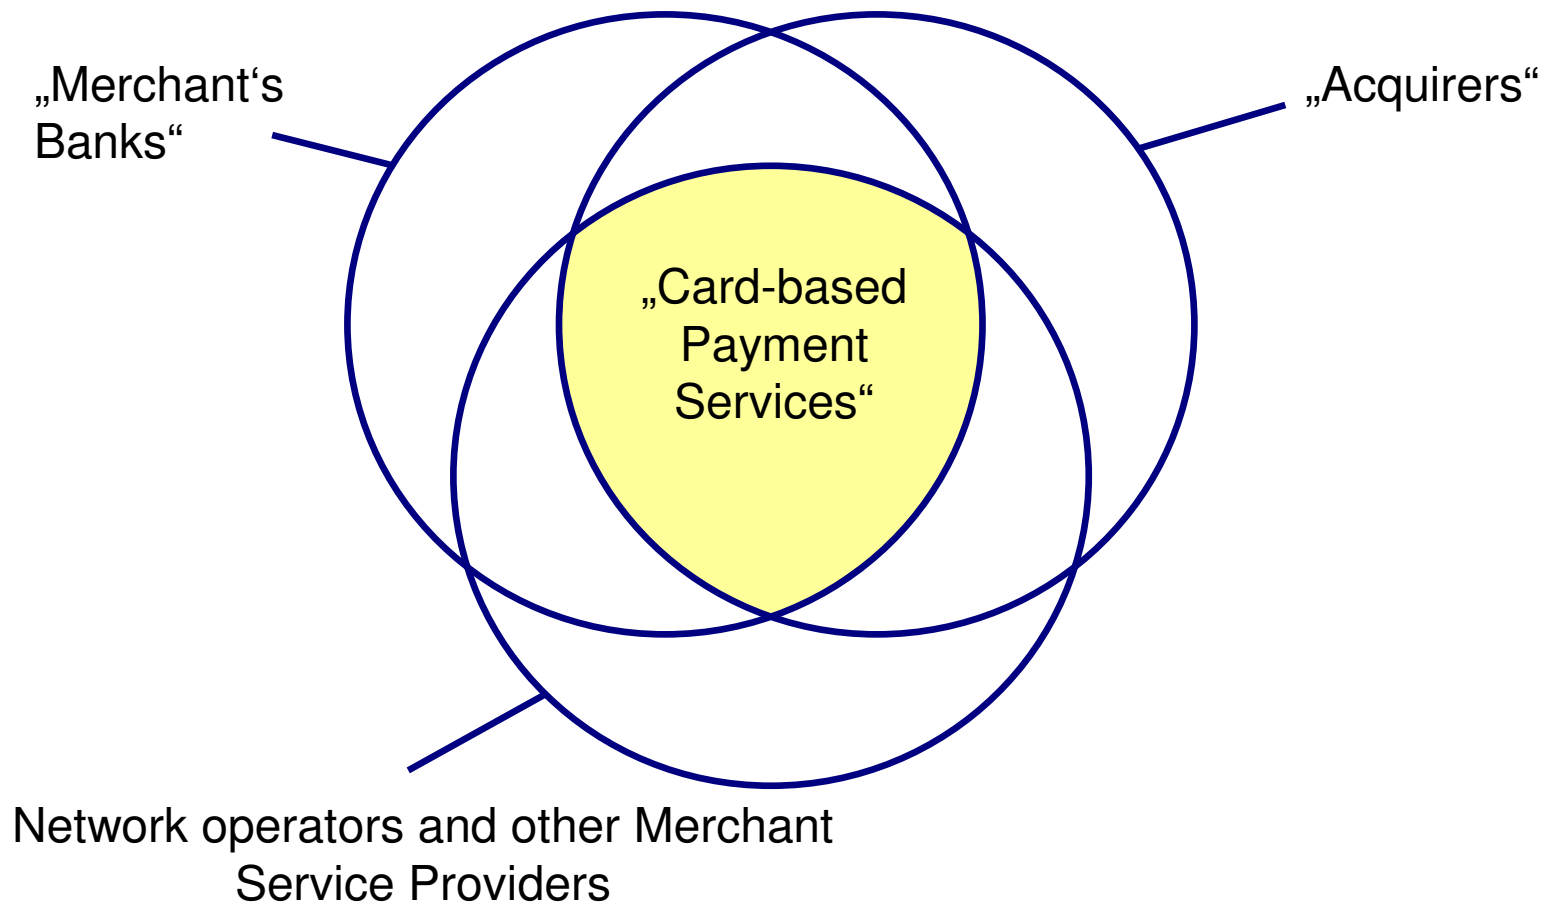 „Merchant‘s
Banks“
„Acquirers“
„Card-based
Payment
Services“
Network operators and other Merchant
Service Providers